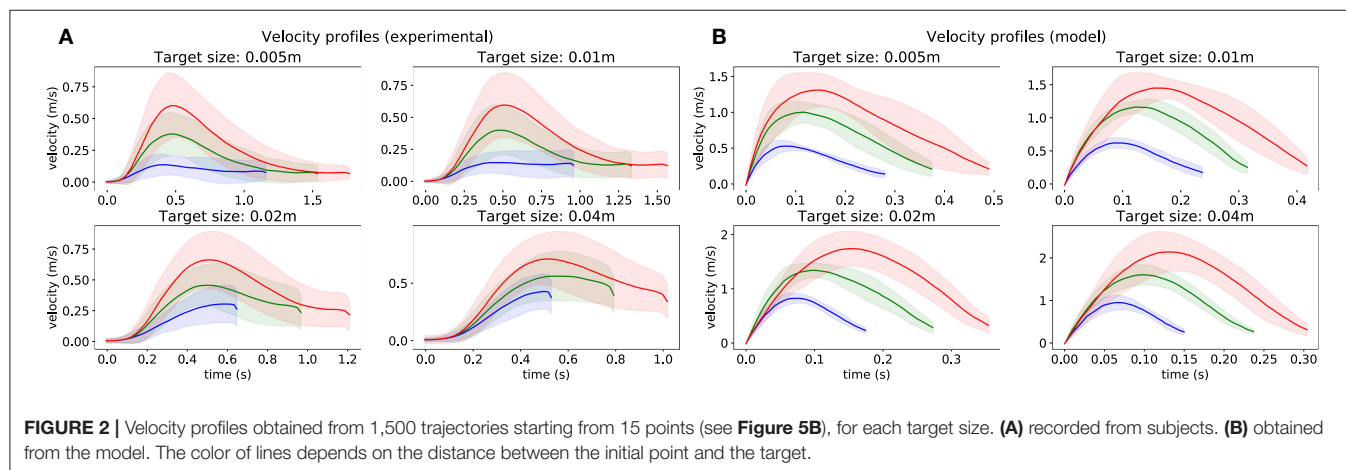 A Velocity profiles (experimental)
Target size: 0.005m Target size: 0.01m
velocity (m/s)
0.75
0.50
0.25
0.00
0.0 0.5 1.0 1.5
0.75
0.50
0.25
0.00
0.00 0.25 0.50 0.75 1.00 1.25 1.50
Target size: 0.02m Target size: 0.04m
velocity (m/s)
0.75
0.50
0.25
0.00
0.0 0.2 0.4 0.6 0.8 1.0 1.2
time (s)
0.5
0.0
0.0 0.2 0.4 0.6 0.8 1.0
time (s)
B Velocity profiles (model)
Target size: 0.005m Target size: 0.01m
velocity (m/s)
1.5
1.0
0.5
0.0
0.0 0.1 0.2 0.3 0.4 0.5
1.5
1.0
0.5
0.0
0.0 0.1 0.2 0.3 0.4
Target size: 0.02m Target size: 0.04m
velocity (m/s)
2
1
0
0.0 0.1 0.2 0.3
time (s)
2
1
0
0.00 0.05 0.10 0.15 0.20 0.25 0.30
time (s)
FIGURE 2 | Velocity profiles obtained from 1,500 trajectories starting from 15 points (see Figure 5B), for each target size. (A) recorded from subjects. (B) obtained
from the model. The color of lines depends on the distance between the initial point and the target.